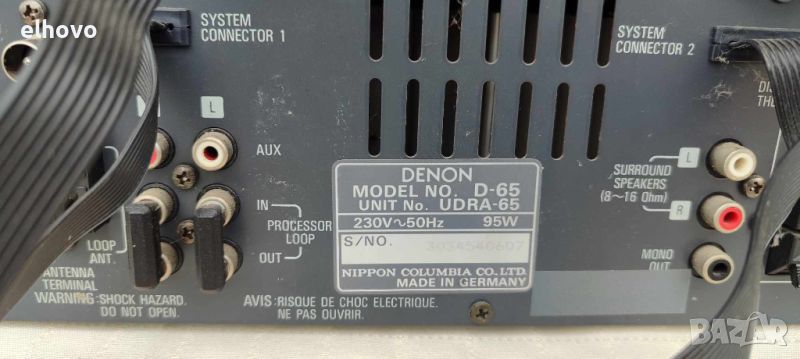 elhovo
SYSTEM
CONNECTOR 1
SYSTEM
CONNECTOR 2
L
AUX
DENON
MODEL NO. D-65
UNIT No. UDRA-65
230V~50Hz 95W
S/NO. 3034540607
NIPPON COLUMBIA CO. LTD.
MADE IN GERMANY
L
SURROUND
SPEAKERS
(8~16 Ohm)
R
MONO
OUT
IN
PROCESSOR
LOOP
OUT
LOOP
ANT.
ANTENNA
TERMINAL
WARNING: SHOCK HAZARD.
DO NOT OPEN.
AVIS: RISQUE DE CHOC ELECTRIQUE.
NE PAS OUVRIR.
BAZAR